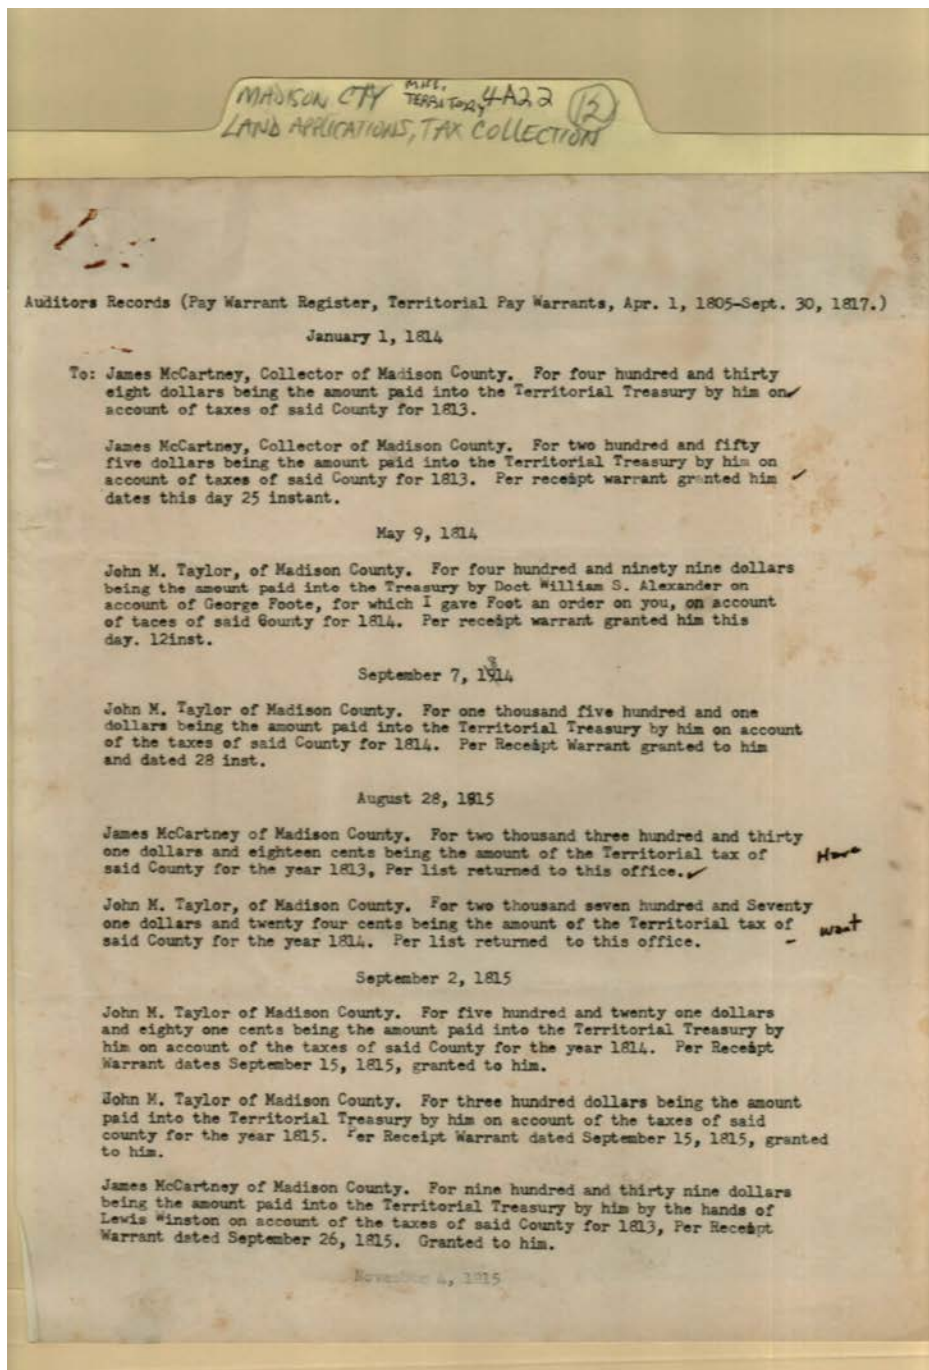 MADISON CTY MISS. TERRITORY 4A22 (12)
LAND APPLICATIONS, TAX COLLECTION
Auditors Records (Pay Warrant Register, Territorial Pay Warrants, Apr. 1, 1805-Sept. 30, 1817.)
January 1, 1814
To: James McCartney, Collector of Madison County. For four hundred and thirty
eight dollars being the amount paid into the Territorial Treasury by him on✓
account of taxes of said County for 1813.
James McCartney, Collector of Madison County. For two hundred and fifty
five dollars being the amount paid into the Territorial Treasury by him on
account of taxes of said County for 1813. Per receipt warrant granted him ✓
dates this day 25 instant.
May 9, 1814
John M. Taylor, of Madison County. For four hundred and ninety nine dollars
being the amount paid into the Treasury by Doct William S. Alexander on
account of George Foote, for which I gave Foot an order on you, on account
of taces of said County for 1814. Per receipt warrant granted him this
day. 12inst.
September 7, 1814
John M. Taylor of Madison County. For one thousand five hundred and one
dollars being the amount paid into the Territorial Treasury by him on account
of the taxes of said County for 1814. Per Receipt Warrant granted to him
and dated 28 inst.
August 28, 1815
James McCartney of Madison County. For two thousand three hundred and thirty
one dollars and eighteen cents being the amount of the Territorial tax of Have
said County for the year 1813, Per list returned to this office.✓
John M. Taylor, of Madison County. For two thousand seven hundred and Seventy
one dollars and twenty four cents being the amount of the Territorial tax of want
said County for the year 1814. Per list returned to this office. -
September 2, 1815
John M. Taylor of Madison County. For five hundred and twenty one dollars
and eighty one cents being the amount paid into the Territorial Treasury by
him on account of the taxes of said County for the year 1814. Per Receipt
Warrant dates September 15, 1815, granted to him.
John M. Taylor of Madison County. For three hundred dollars being the amount
paid into the Territorial Treasury by him on account of the taxes of said
county for the year 1815. Per Receipt Warrant dated September 15, 1815, granted
to him.
James McCartney of Madison County. For nine hundred and thirty nine dollars
being the amount paid into the Territorial Treasury by him by the hands of
Lewis Winston on account of the taxes of said County for 1813, Per Receipt
Warrant dated September 26, 1815. Granted to him.
November 4, 1815